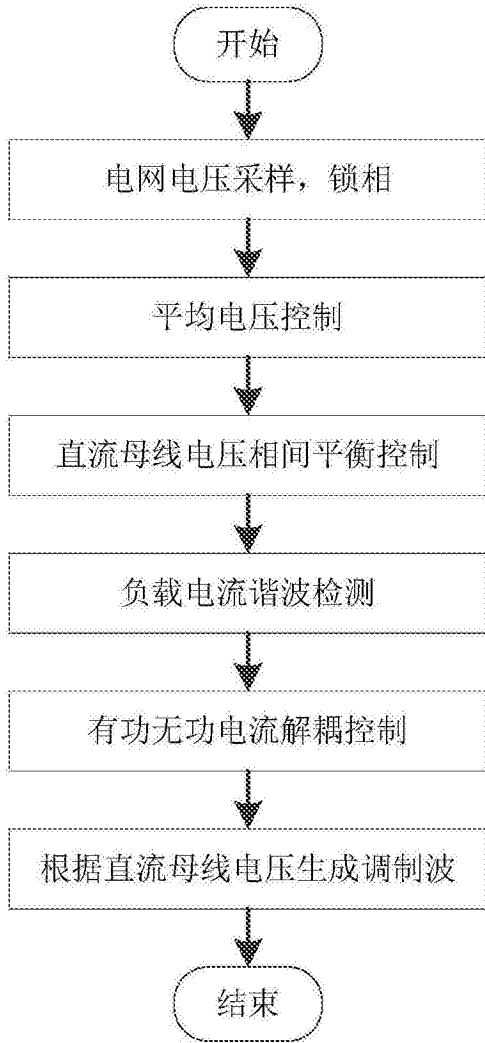 开始
电网电压采样，锁相
平均电压控制
直流母线电压相间平衡控制
负载电流谐波检测
有功无功电流解耦控制
根据直流母线电压生成调制波
结束